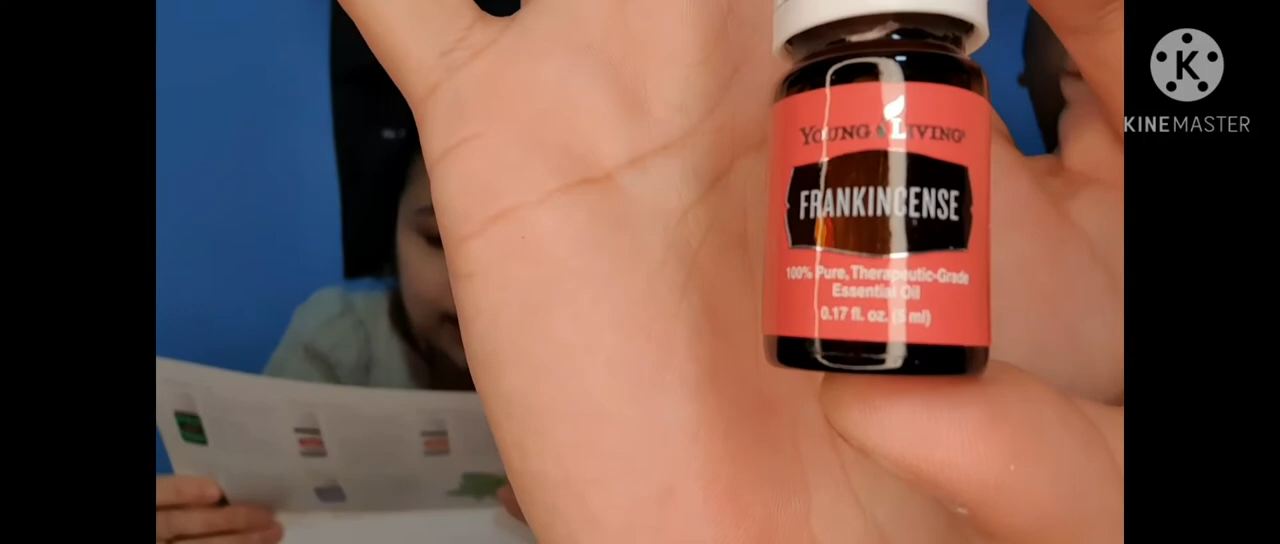 YOUNG LIVING
FRANKINCENSE
100% Pure, Therapeutic-Grade
Essential Oil
0.17 fl. oz. (5 ml)
K
KINEMASTER